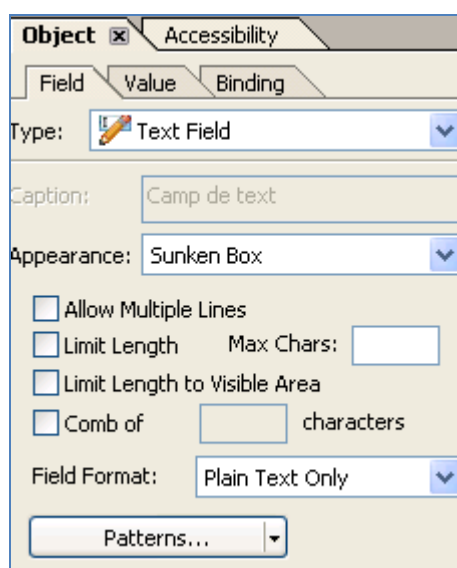 Object Accessibility
Field Value Binding
Type: Text Field
Caption: Camp de text
Appearance: Sunken Box
Allow Multiple Lines
Limit Length Max Chars:
Limit Length to Visible Area
Comb of characters
Field Format: Plain Text Only
Patterns...